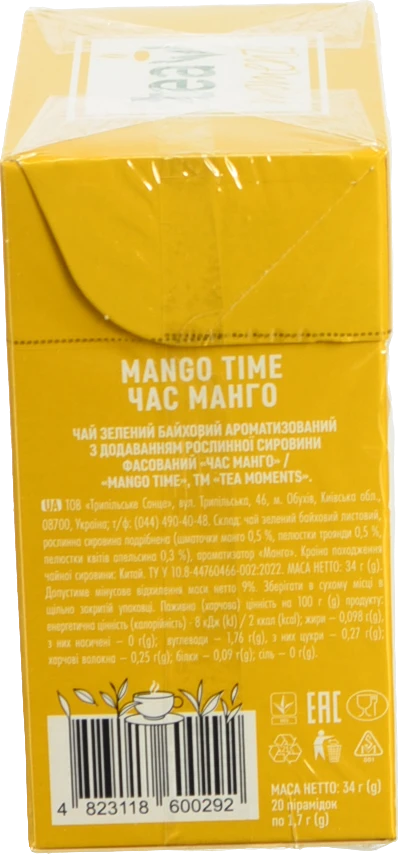 MANGO TIME
ЧАС МАНГО
ЧАЙ ЗЕЛЕНИЙ БАЙХОВИЙ АРОМАТИЗОВАНИЙ
З ДОДАВАННЯМ РОСЛИННОЇ СИРОВИНИ
ФАСОВАНИЙ «ЧАС МАНГО» /
«MANGO TIME», ТМ «TEA MOMENTS».
UA ТОВ «Трипільське Сонце», вул. Трипільська, 46, м. Обухів, Київська обл.,
08700, Україна; т/ф: (044) 490-40-48. Склад: чай зелений байховий листовий,
рослинна сировина подрібнена (шматочки манго 0,5 %, пелюстки троянди 0,5 %,
пелюстки квітів апельсина 0,3 %), ароматизатор «Манго». Країна походження
чайної сировини: Китай. ТУ У 10.8-44760466-002:2022. МАСА НЕТТО: 34 г (g)
Допустиме мінусове відхилення маси нетто 9%. Зберігати в сухому місці в
щільно закритій упаковці. Поживна (харчова) цінність на 100 г (g) продукту:
енергетична цінність (калорійність) - 8 кДж (kJ) / 2 ккал (kcal); жири – 0,098 г(g),
з них насичені – 0 г(g); вуглеводи – 1,76 г(g), з них цукри – 0,27 г(g);
харчові волокна – 0,25 г(g); білки – 0,09 г(g); сіль – 0 г(g).
EAC
4 823118 600292
МАСА НЕТТО: 34 г (g)
20 пірамідок
по 1,7 г (g)